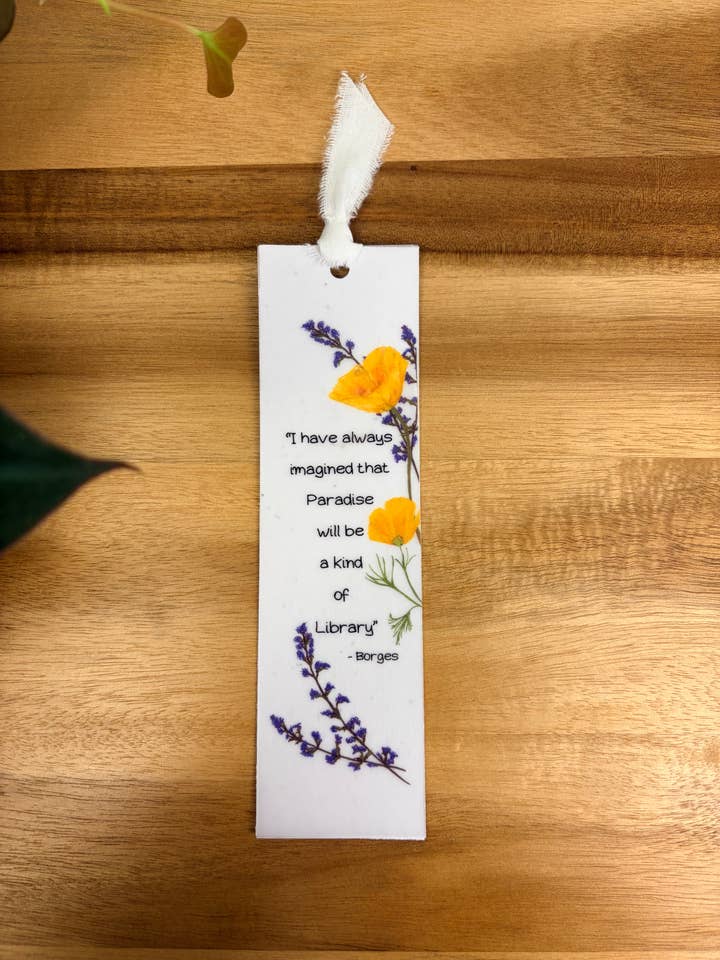 “I have always
imagined that
Paradise
will be
a kind
of
Library”
- Borges